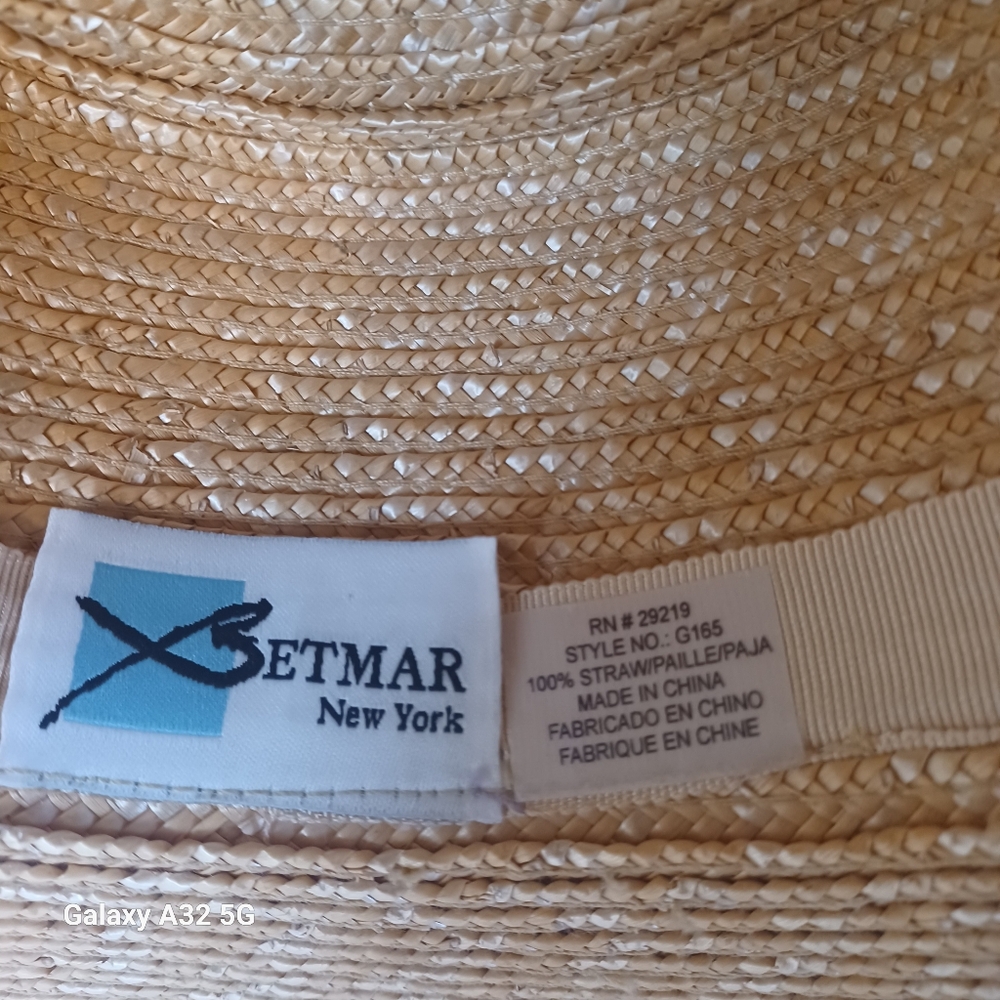 BETMAR
New York
RN # 29219
STYLE NO.: G165
100% STRAW/PAILLE/PAJA
MADE IN CHINA
FABRICADO EN CHINO
FABRIQUE EN CHINE
Galaxy A32 5G